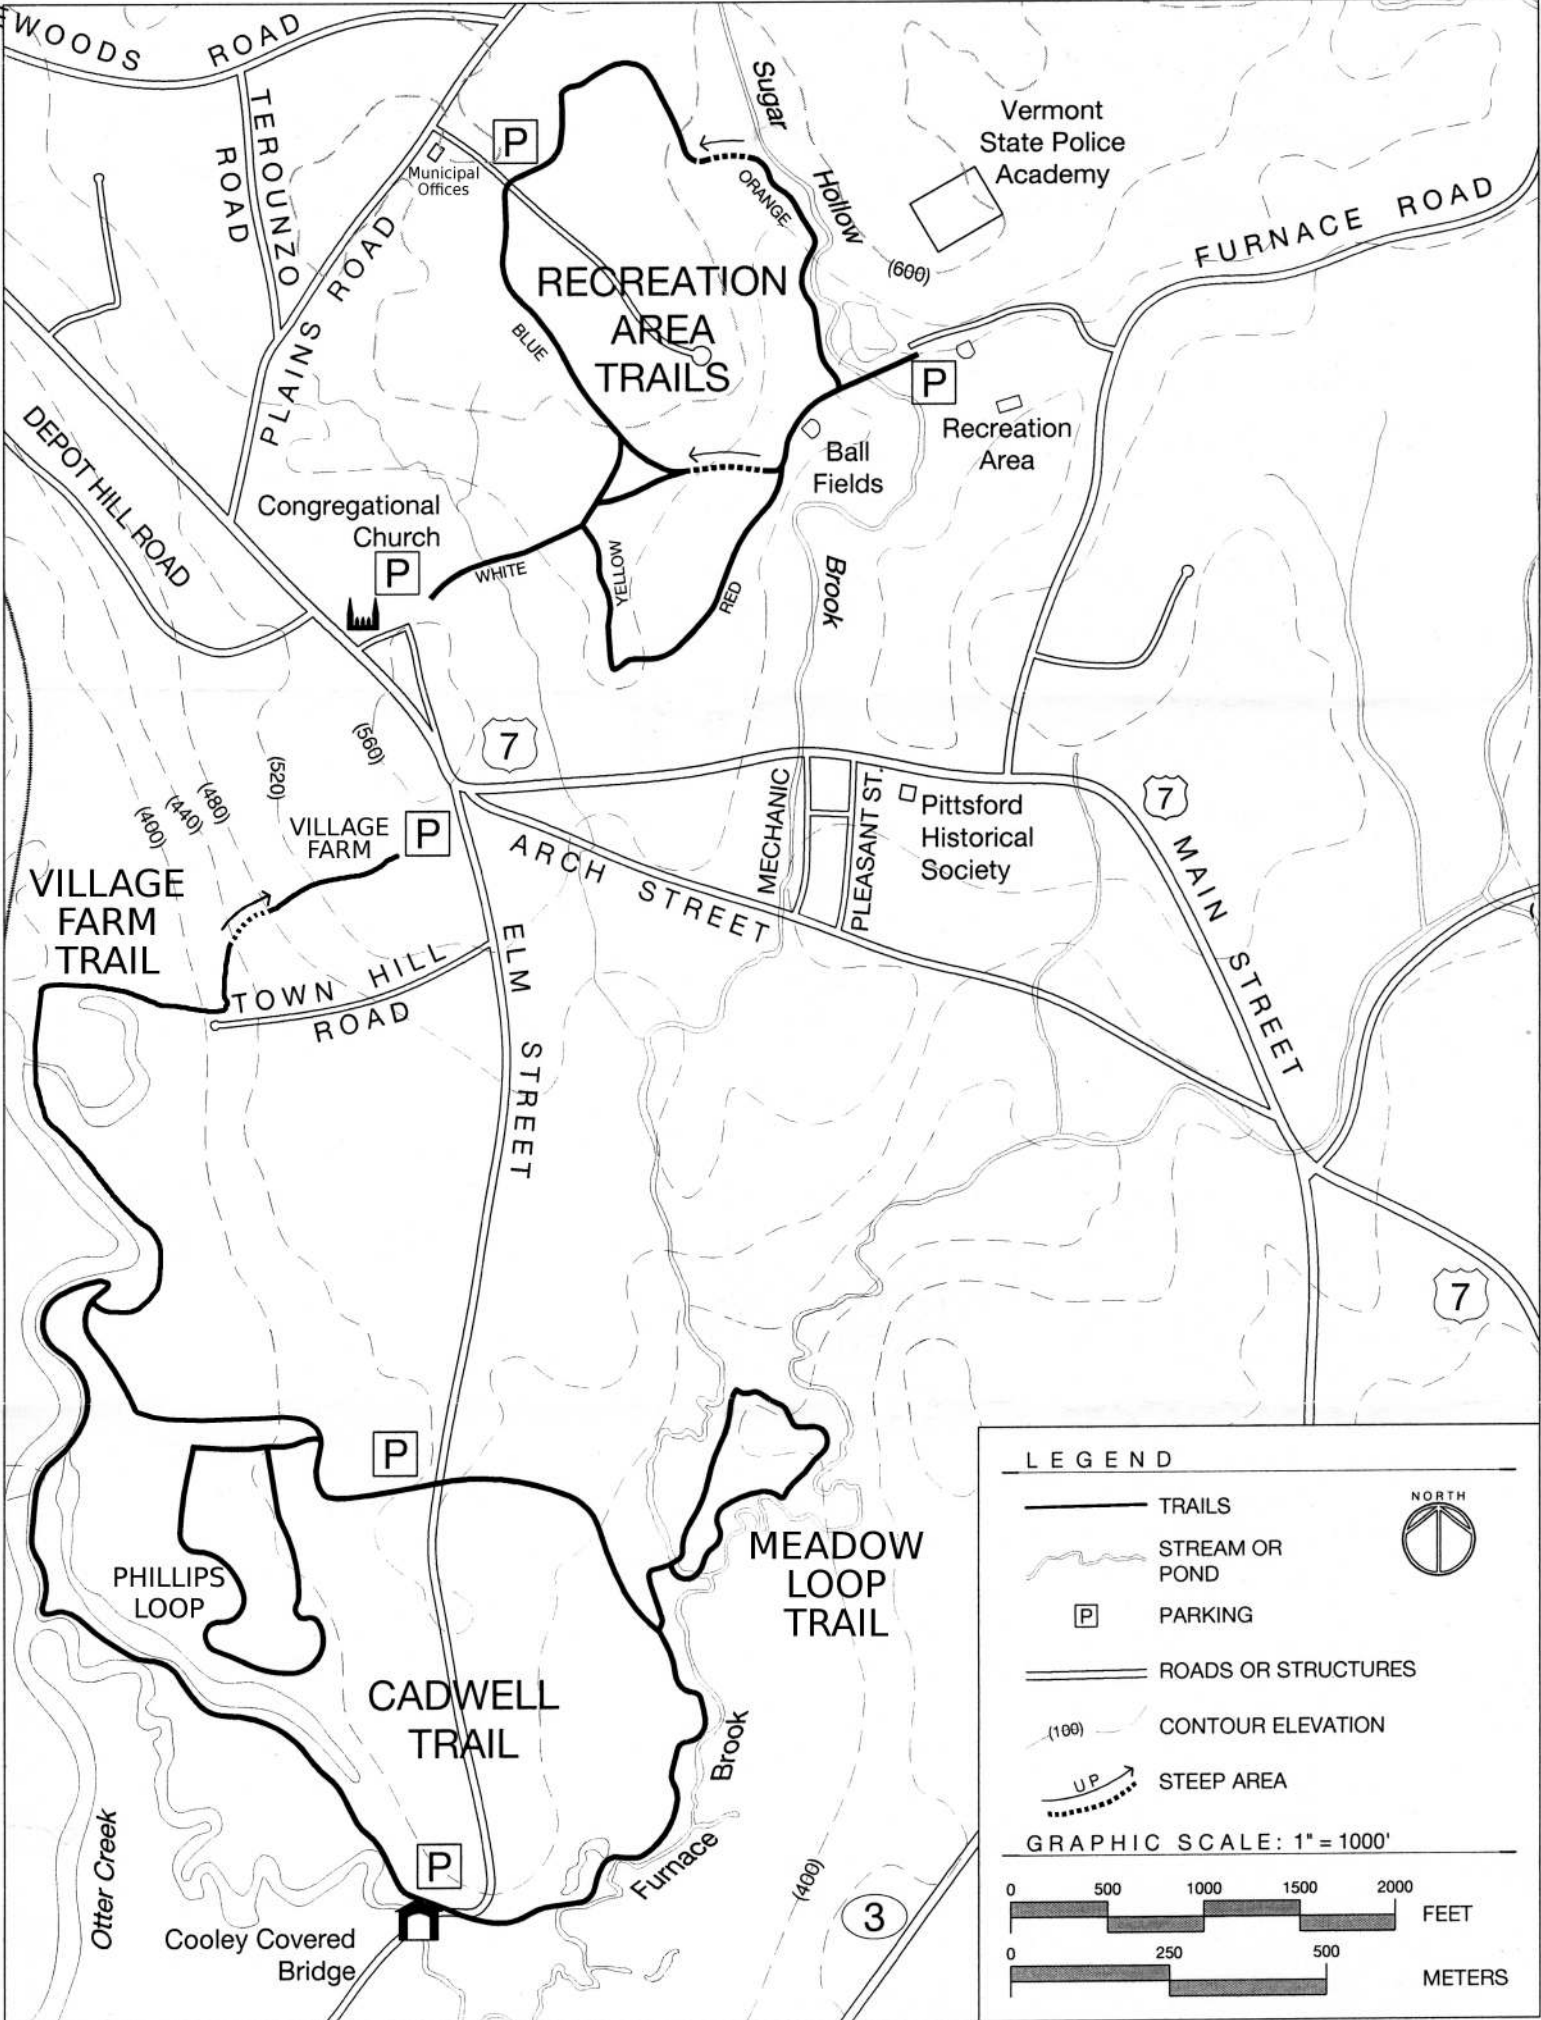 WOODS ROAD
TEROUNZO
ROAD
P
Municipal
Offices
PLAINS ROAD
Sugar
Hollow
Brook
Vermont
State Police
Academy
FURNACE ROAD
ORANGE
(600)
RECREATION
AREA
TRAILS
BLUE
P
Recreation
Area
Ball
Fields
DEPOT HILL ROAD
Congregational
Church
P
WHITE
YELLOW
RED
7
(560)
(520)
(480)
(440)
(400)
VILLAGE
FARM
P
VILLAGE
FARM
TRAIL
TOWN HILL
ROAD
ARCH STREET
ELM STREET
MECHANIC
PLEASANT ST.
Pittsford
Historical
Society
7
MAIN STREET
7
P
PHILLIPS
LOOP
MEADOW
LOOP
TRAIL
CADWELL
TRAIL
Brook
Furnace
P
Otter Creek
Cooley Covered
Bridge
(400)
3
LEGEND
TRAILS
NORTH
STREAM OR
POND
P PARKING
ROADS OR STRUCTURES
(100) CONTOUR ELEVATION
UP STEEP AREA
GRAPHIC SCALE: 1" = 1000'
0 500 1000 1500 2000
FEET
0 250 500
METERS